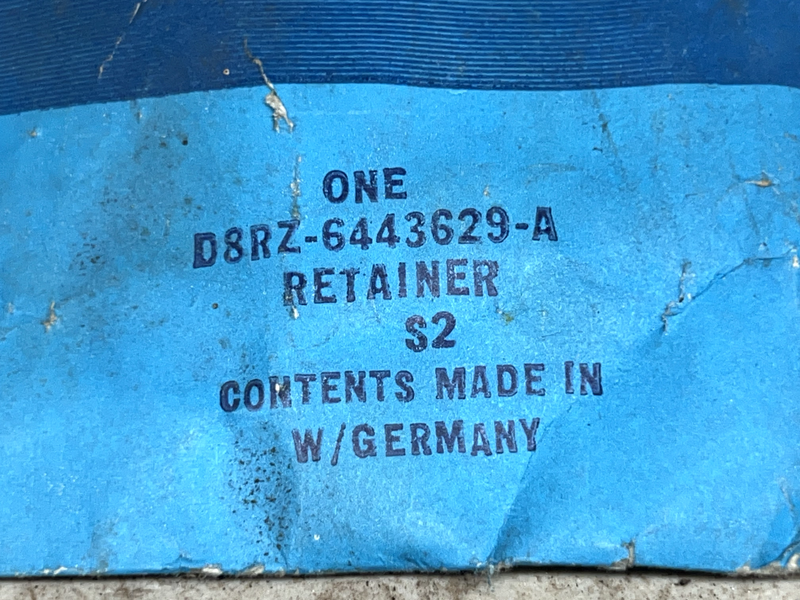 ONE
D8RZ-6443629-A
RETAINER
S2
CONTENTS MADE IN
W/GERMANY